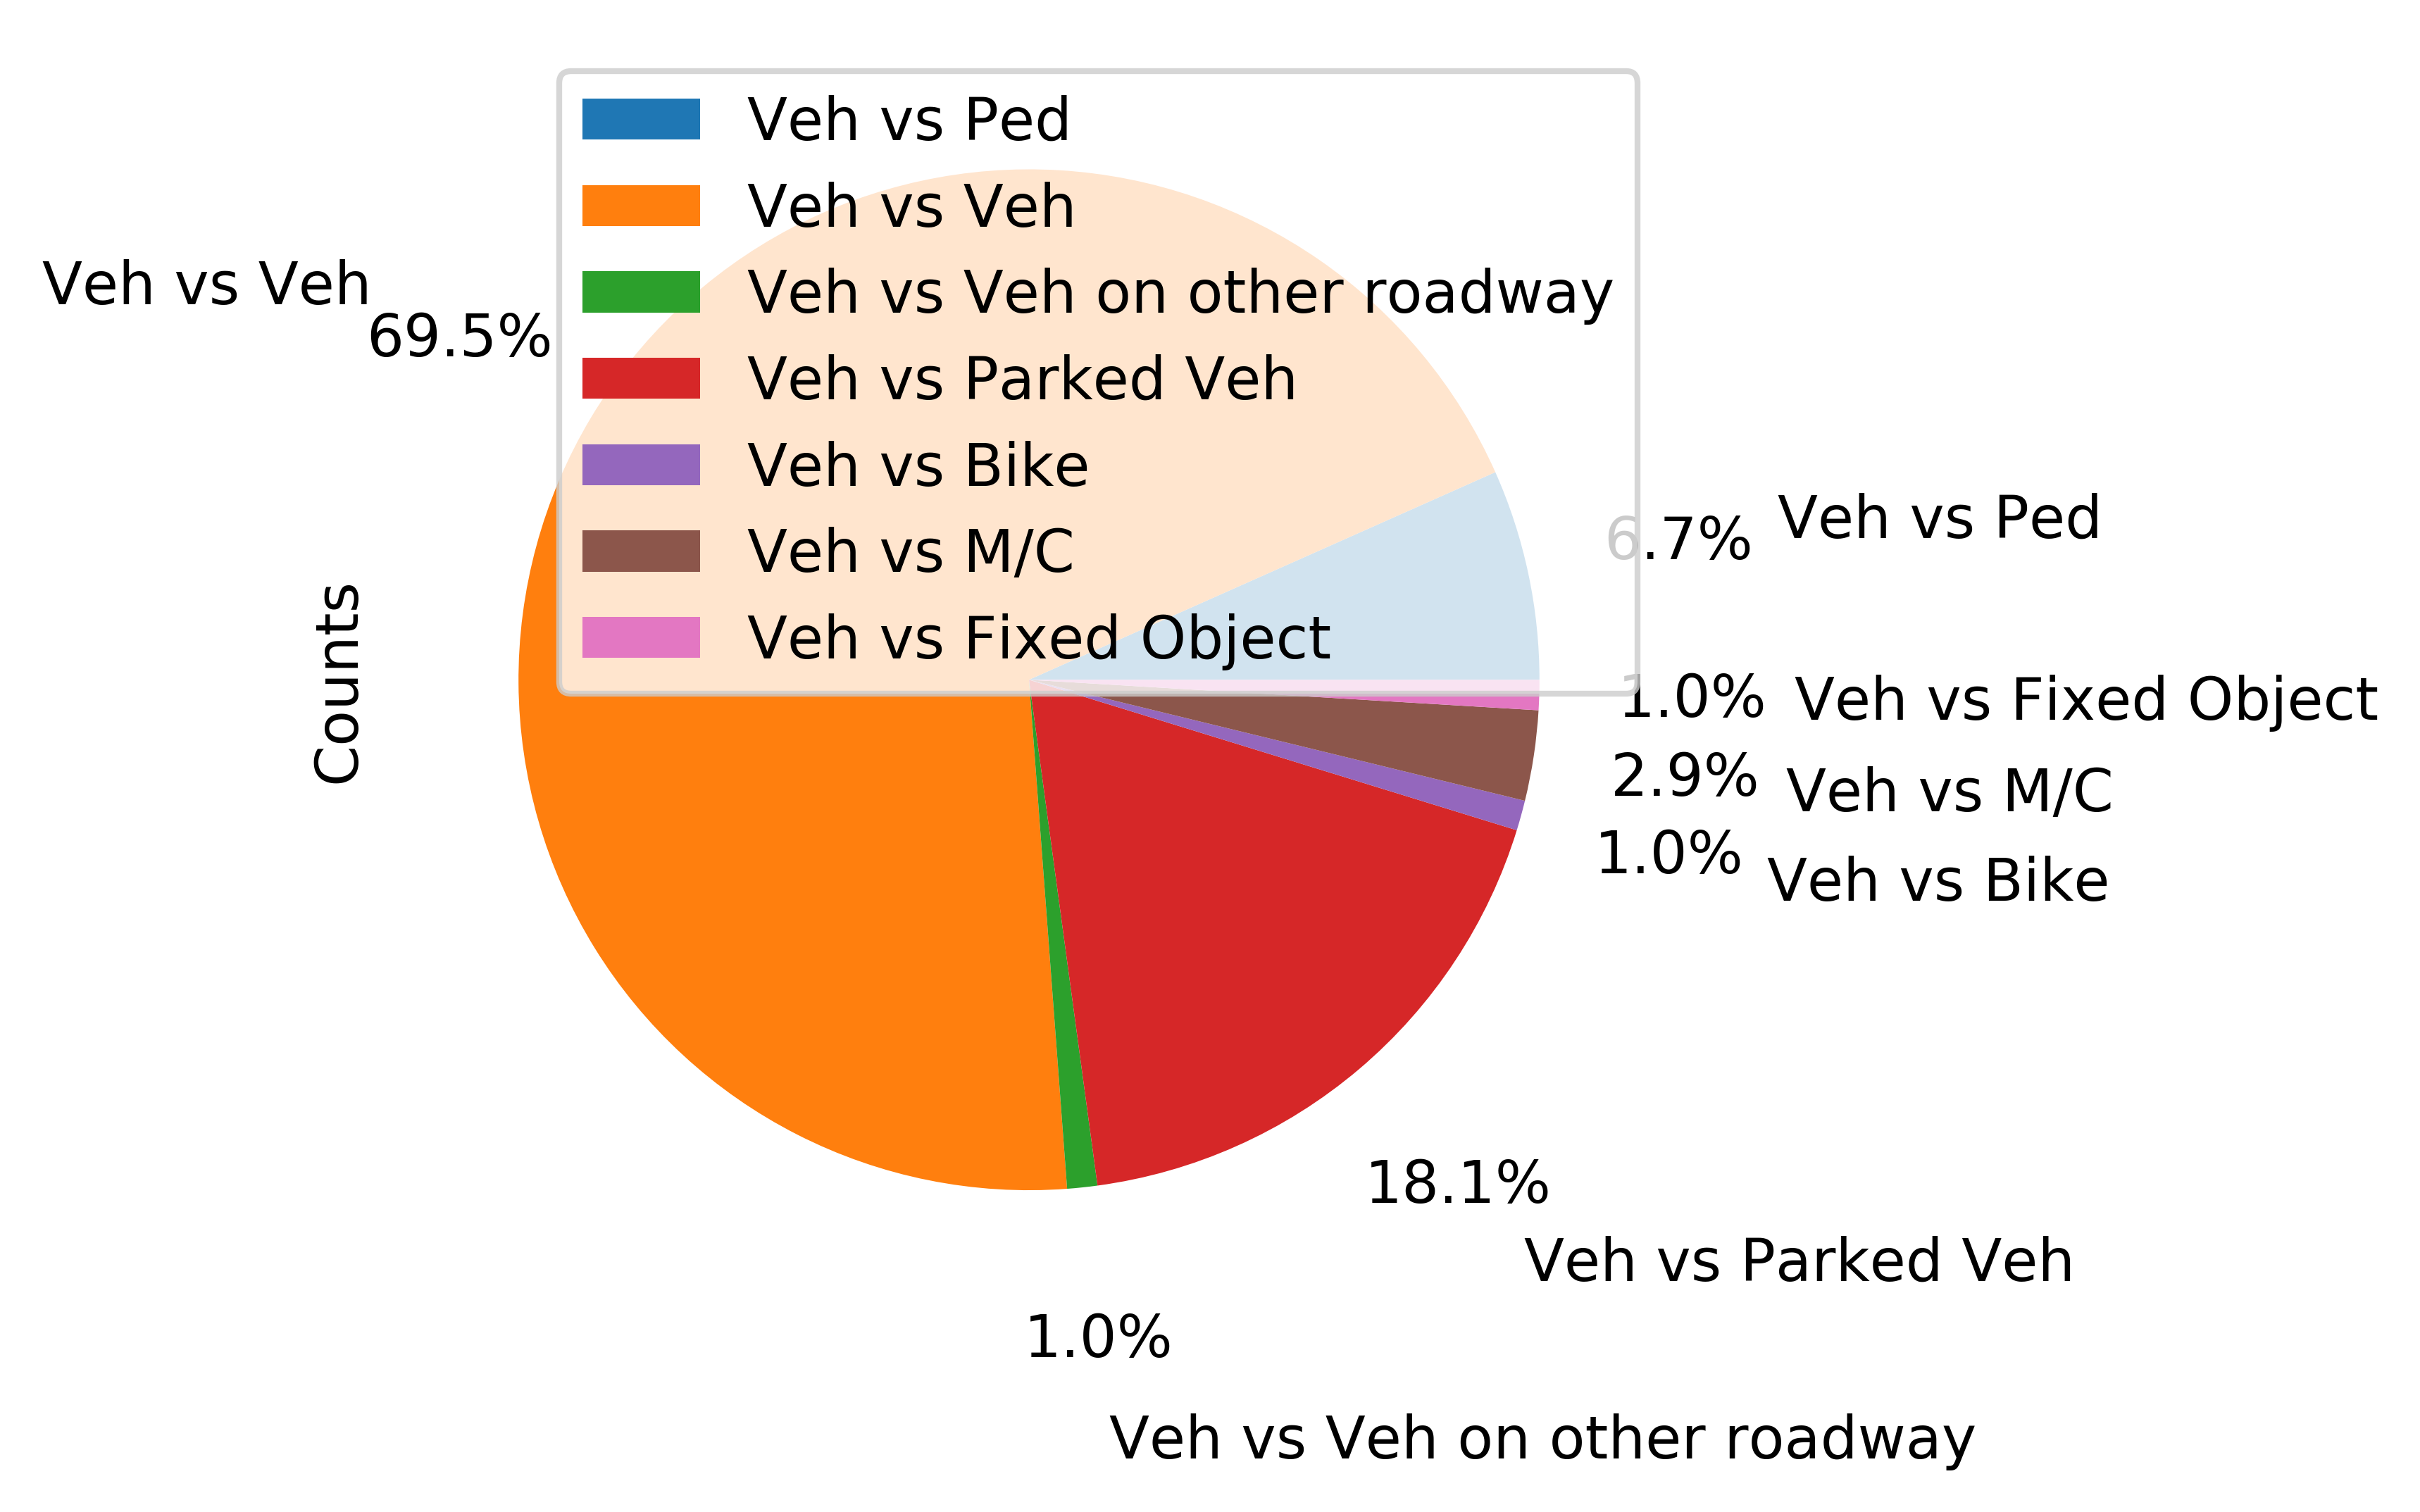 Veh vs Ped
Veh vs Veh
Veh vs Veh on other roadway
Veh vs Parked Veh
Veh vs Bike
Veh vs M/C
Veh vs Fixed Object
Veh vs Veh
69.5%
Counts
6.7%
Veh vs Ped
1.0%
Veh vs Fixed Object
2.9%
Veh vs M/C
1.0%
Veh vs Bike
18.1%
Veh vs Parked Veh
1.0%
Veh vs Veh on other roadway